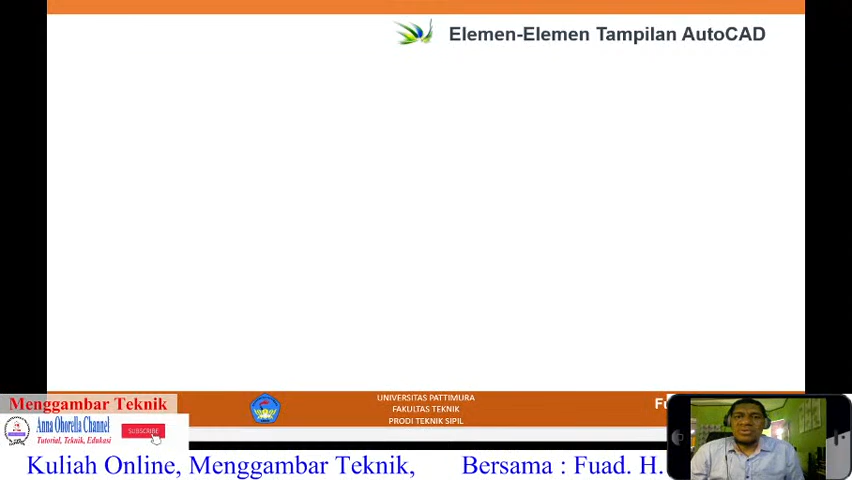 Elemen-Elemen Tampilan AutoCAD
UNIVERSITAS PATTIMURA
FAKULTAS TEKNIK
PRODI TEKNIK SIPIL
Fu
Menggambar Teknik
Anna Ohorella Channel
SUBSCRIBE
Tutorial, Teknik, Edukasi
Kuliah Online, Menggambar Teknik, Bersama : Fuad. H.